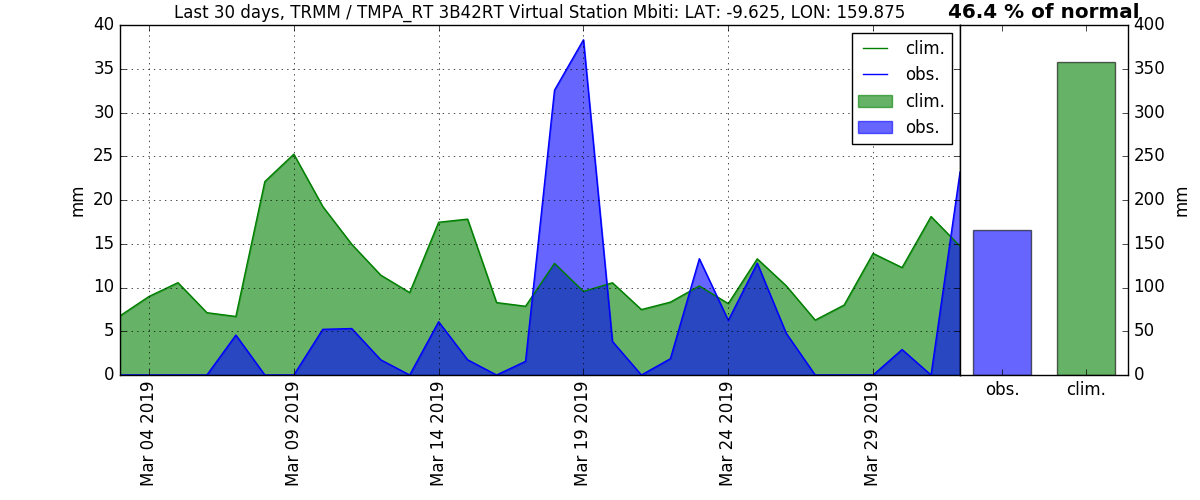 Last 30 days, TRMM / TMPA_RT 3B42RT Virtual Station Mbiti: LAT: -9.625, LON: 159.875
46.4 % of normal
40
35
30
25
20
15
10
5
0
mm
clim.
obs.
clim.
obs.
Mar 04 2019
Mar 09 2019
Mar 14 2019
Mar 19 2019
Mar 24 2019
Mar 29 2019
400
350
300
250
200
150
100
50
0
mm
obs.
clim.